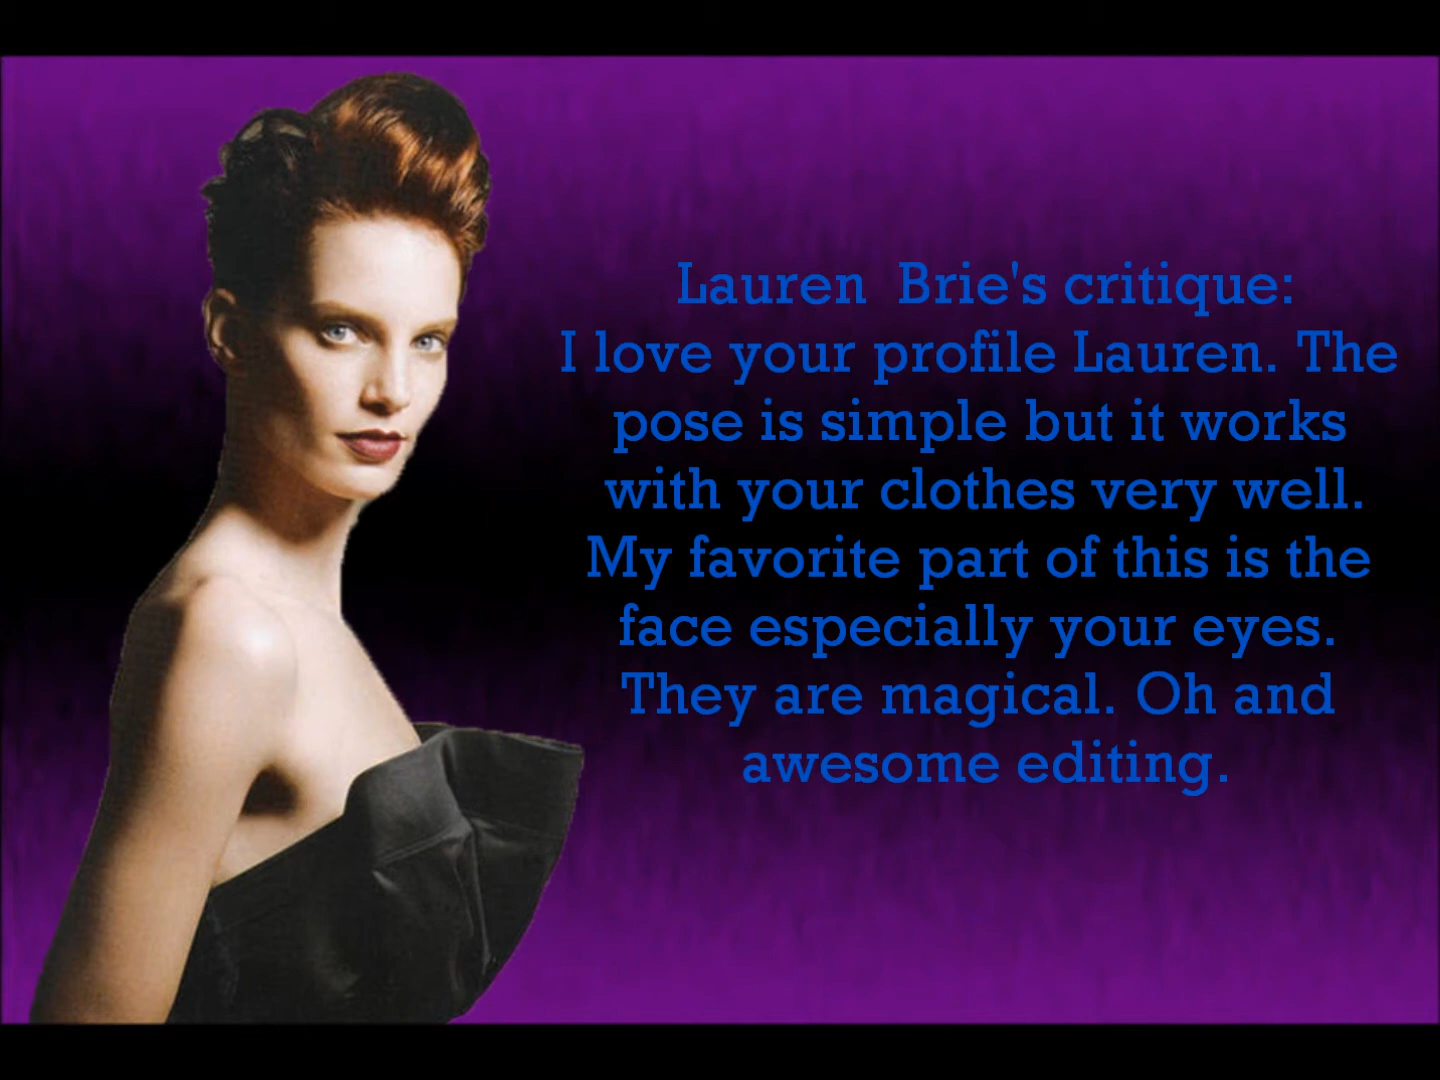 Lauren  Brie's critique:
I love your profile Lauren. The
pose is simple but it works
with your clothes very well.
My favorite part of this is the
face especially your eyes.
They are magical. Oh and
awesome editing.